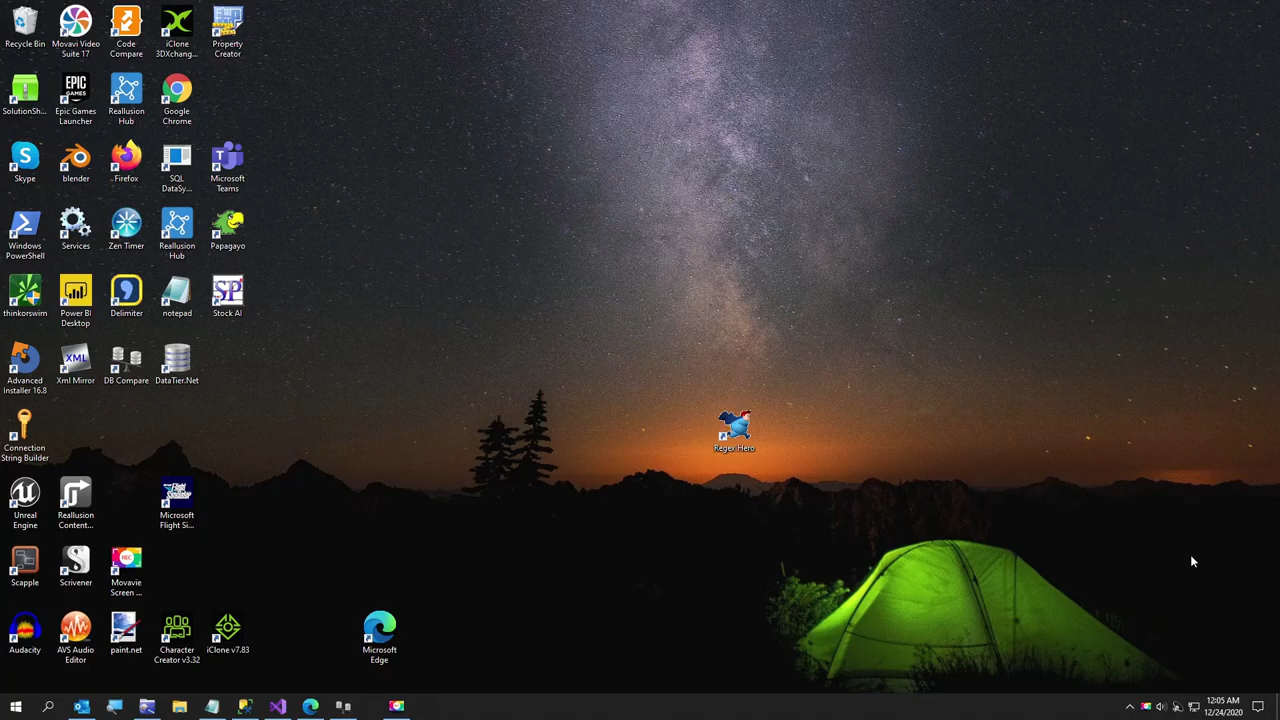 Recycle Bin
Movavi Video
Suite 17
Code
Compare
iClone
3DXchang...
Property
Creator
SolutionSh...
EPIC
GAMES
Epic Games
Launcher
Reallusion
Hub
Google
Chrome
Skype
blender
Firefox
SQL
DataSy...
Microsoft
Teams
Windows
PowerShell
Services
Zen Timer
Reallusion
Hub
Papagayo
thinkorswim
Power BI
Desktop
Delimiter
notepad
SP
Stock AI
Advanced
Installer 16.8
XML
Xml Mirror
DB Compare
DataTier.Net
Connection
String Builder
Regex Hero
Unreal
Engine
Reallusion
Content...
Flight
Simulator
Microsoft
Flight Si...
Scapple
Scrivener
REC
Movavie
Screen ...
Audacity
AVS Audio
Editor
paint.net
Character
Creator v3.32
iClone v7.83
Microsoft
Edge
12:05 AM
12/24/2020